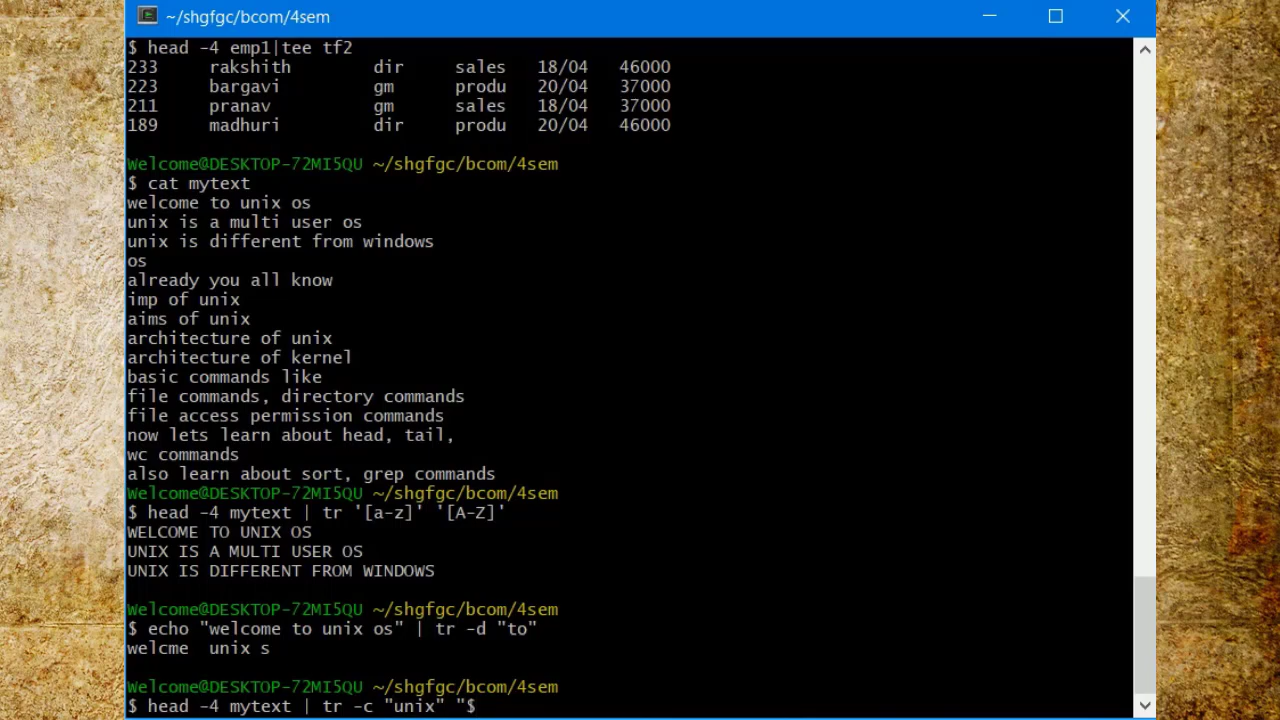 ~/shgfgc/bcom/4sem
$ head -4 emp1|tee tf2
233 rakshith dir sales 18/04 46000
223 bargavi gm produ 20/04 37000
211 pranav gm sales 18/04 37000
189 madhuri dir produ 20/04 46000
Welcome@DESKTOP-72MI5QU ~/shgfgc/bcom/4sem
$ cat mytext
welcome to unix os
unix is a multi user os
unix is different from windows
os
already you all know
imp of unix
aims of unix
architecture of unix
architecture of kernel
basic commands like
file commands, directory commands
file access permission commands
now lets learn about head, tail,
wc commands
also learn about sort, grep commands
Welcome@DESKTOP-72MI5QU ~/shgfgc/bcom/4sem
$ head -4 mytext | tr '[a-z]' '[A-Z]'
WELCOME TO UNIX OS
UNIX IS A MULTI USER OS
UNIX IS DIFFERENT FROM WINDOWS
Welcome@DESKTOP-72MI5QU ~/shgfgc/bcom/4sem
$ echo "welcome to unix os" | tr -d "to"
welcme  unix s
Welcome@DESKTOP-72MI5QU ~/shgfgc/bcom/4sem
$ head -4 mytext | tr -c "unix" "$